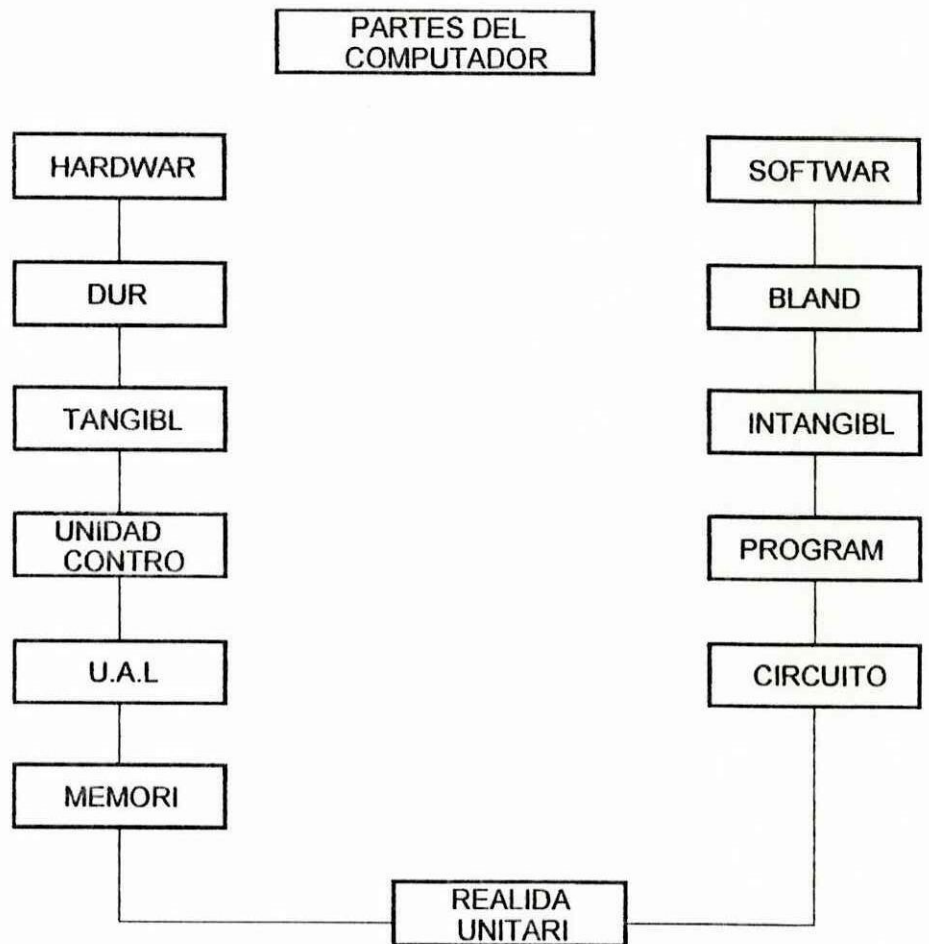 PARTES DEL
COMPUTADOR
HARDWAR
DUR
TANGIBL
UNIDAD
CONTRO
U.A.L
MEMORI
SOFTWAR
BLAND
INTANGIBL
PROGRAM
CIRCUITO
REALIDA
UNITARI